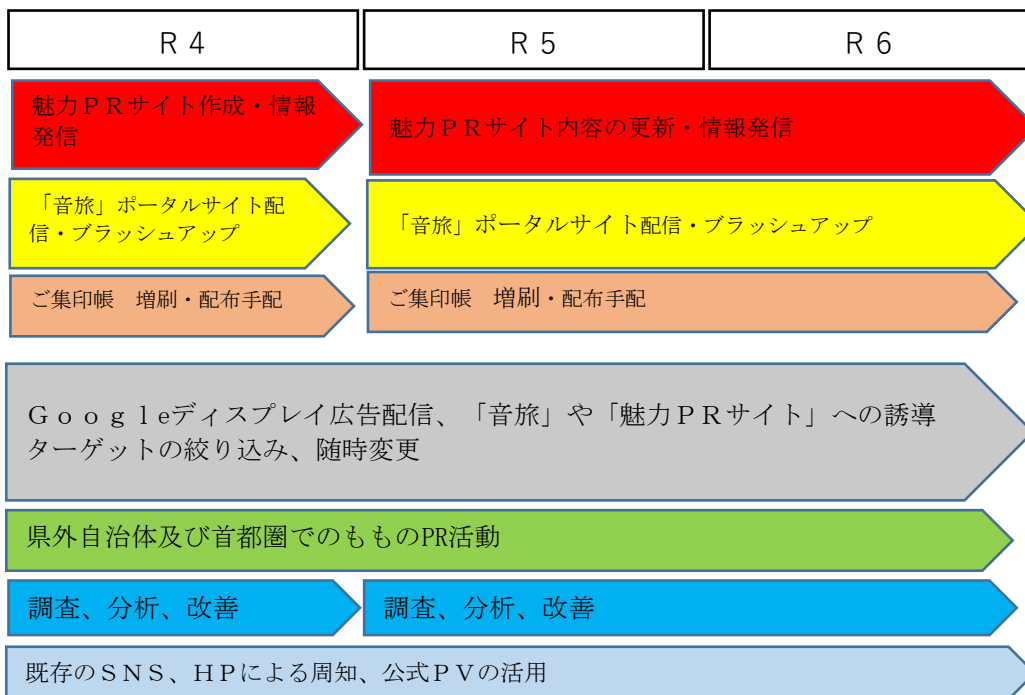 Ｒ４
Ｒ５
Ｒ６
魅力ＰＲサイト作成・情報
発信
魅力ＰＲサイト内容の更新・情報発信
「音旅」ポータルサイト配
信・ブラッシュアップ
「音旅」ポータルサイト配信・ブラッシュアップ
ご集印帳　増刷・配布手配
ご集印帳　増刷・配布手配
Ｇｏｏｇｌeディスプレイ広告配信、「音旅」や「魅力ＰＲサイト」への誘導
ターゲットの絞り込み、随時変更
県外自治体及び首都圏でのもものPR活動
調査、分析、改善
調査、分析、改善
既存のＳＮＳ、ＨＰによる周知、公式ＰＶの活用